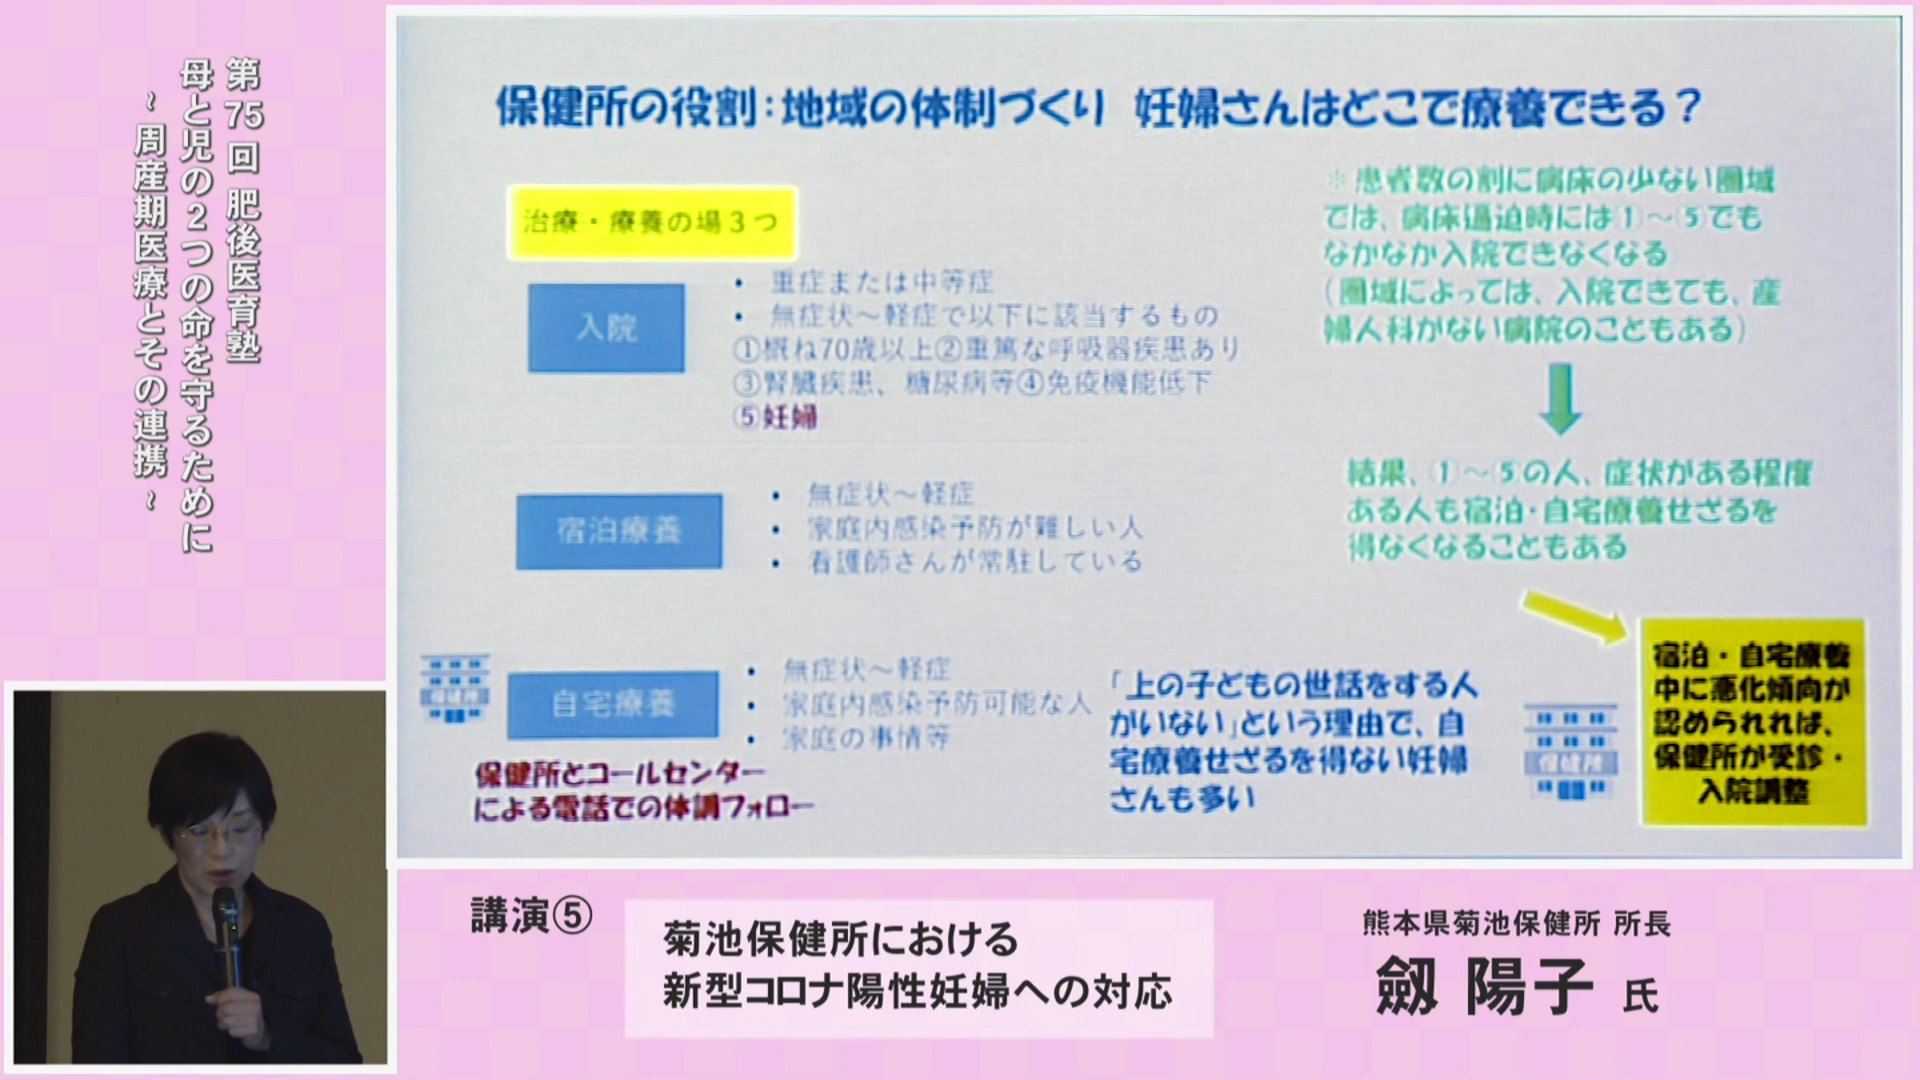 第75回 肥後医育塾
母と児の2つの命を守るために
～周産期医療とその連携～
保健所の役割：地域の体制づくり 妊婦さんはどこで療養できる？
治療・療養の場３つ
入院
• 重症または中等症
• 無症状～軽症で以下に該当するもの
①概ね70歳以上②重篤な呼吸器疾患あり
③腎臓疾患、糖尿病等④免疫機能低下
⑤妊婦
宿泊療養
• 無症状～軽症
• 家庭内感染予防が難しい人
• 看護師さんが常駐している
保健所
自宅療養
• 無症状～軽症
• 家庭内感染予防可能な人
• 家庭の事情等
保健所とコールセンター
による電話での体調フォロー
「上の子どもの世話をする人
がいない」という理由で、自
宅療養せざるを得ない妊婦
さんも多い
※患者数の割に病床の少ない圏域
では、病床逼迫時には①～⑤でも
なかなか入院できなくなる
（圏域によっては、入院できても、産
婦人科がない病院のこともある）
結果、①～⑤の人、症状がある程度
ある人も宿泊・自宅療養せざるを
得なくなることもある
保健所
宿泊・自宅療養
中に悪化傾向が
認められれば、
保健所が受診・
入院調整
講演⑤
菊池保健所における
新型コロナ陽性妊婦への対応
熊本県菊池保健所 所長
劔 陽子 氏